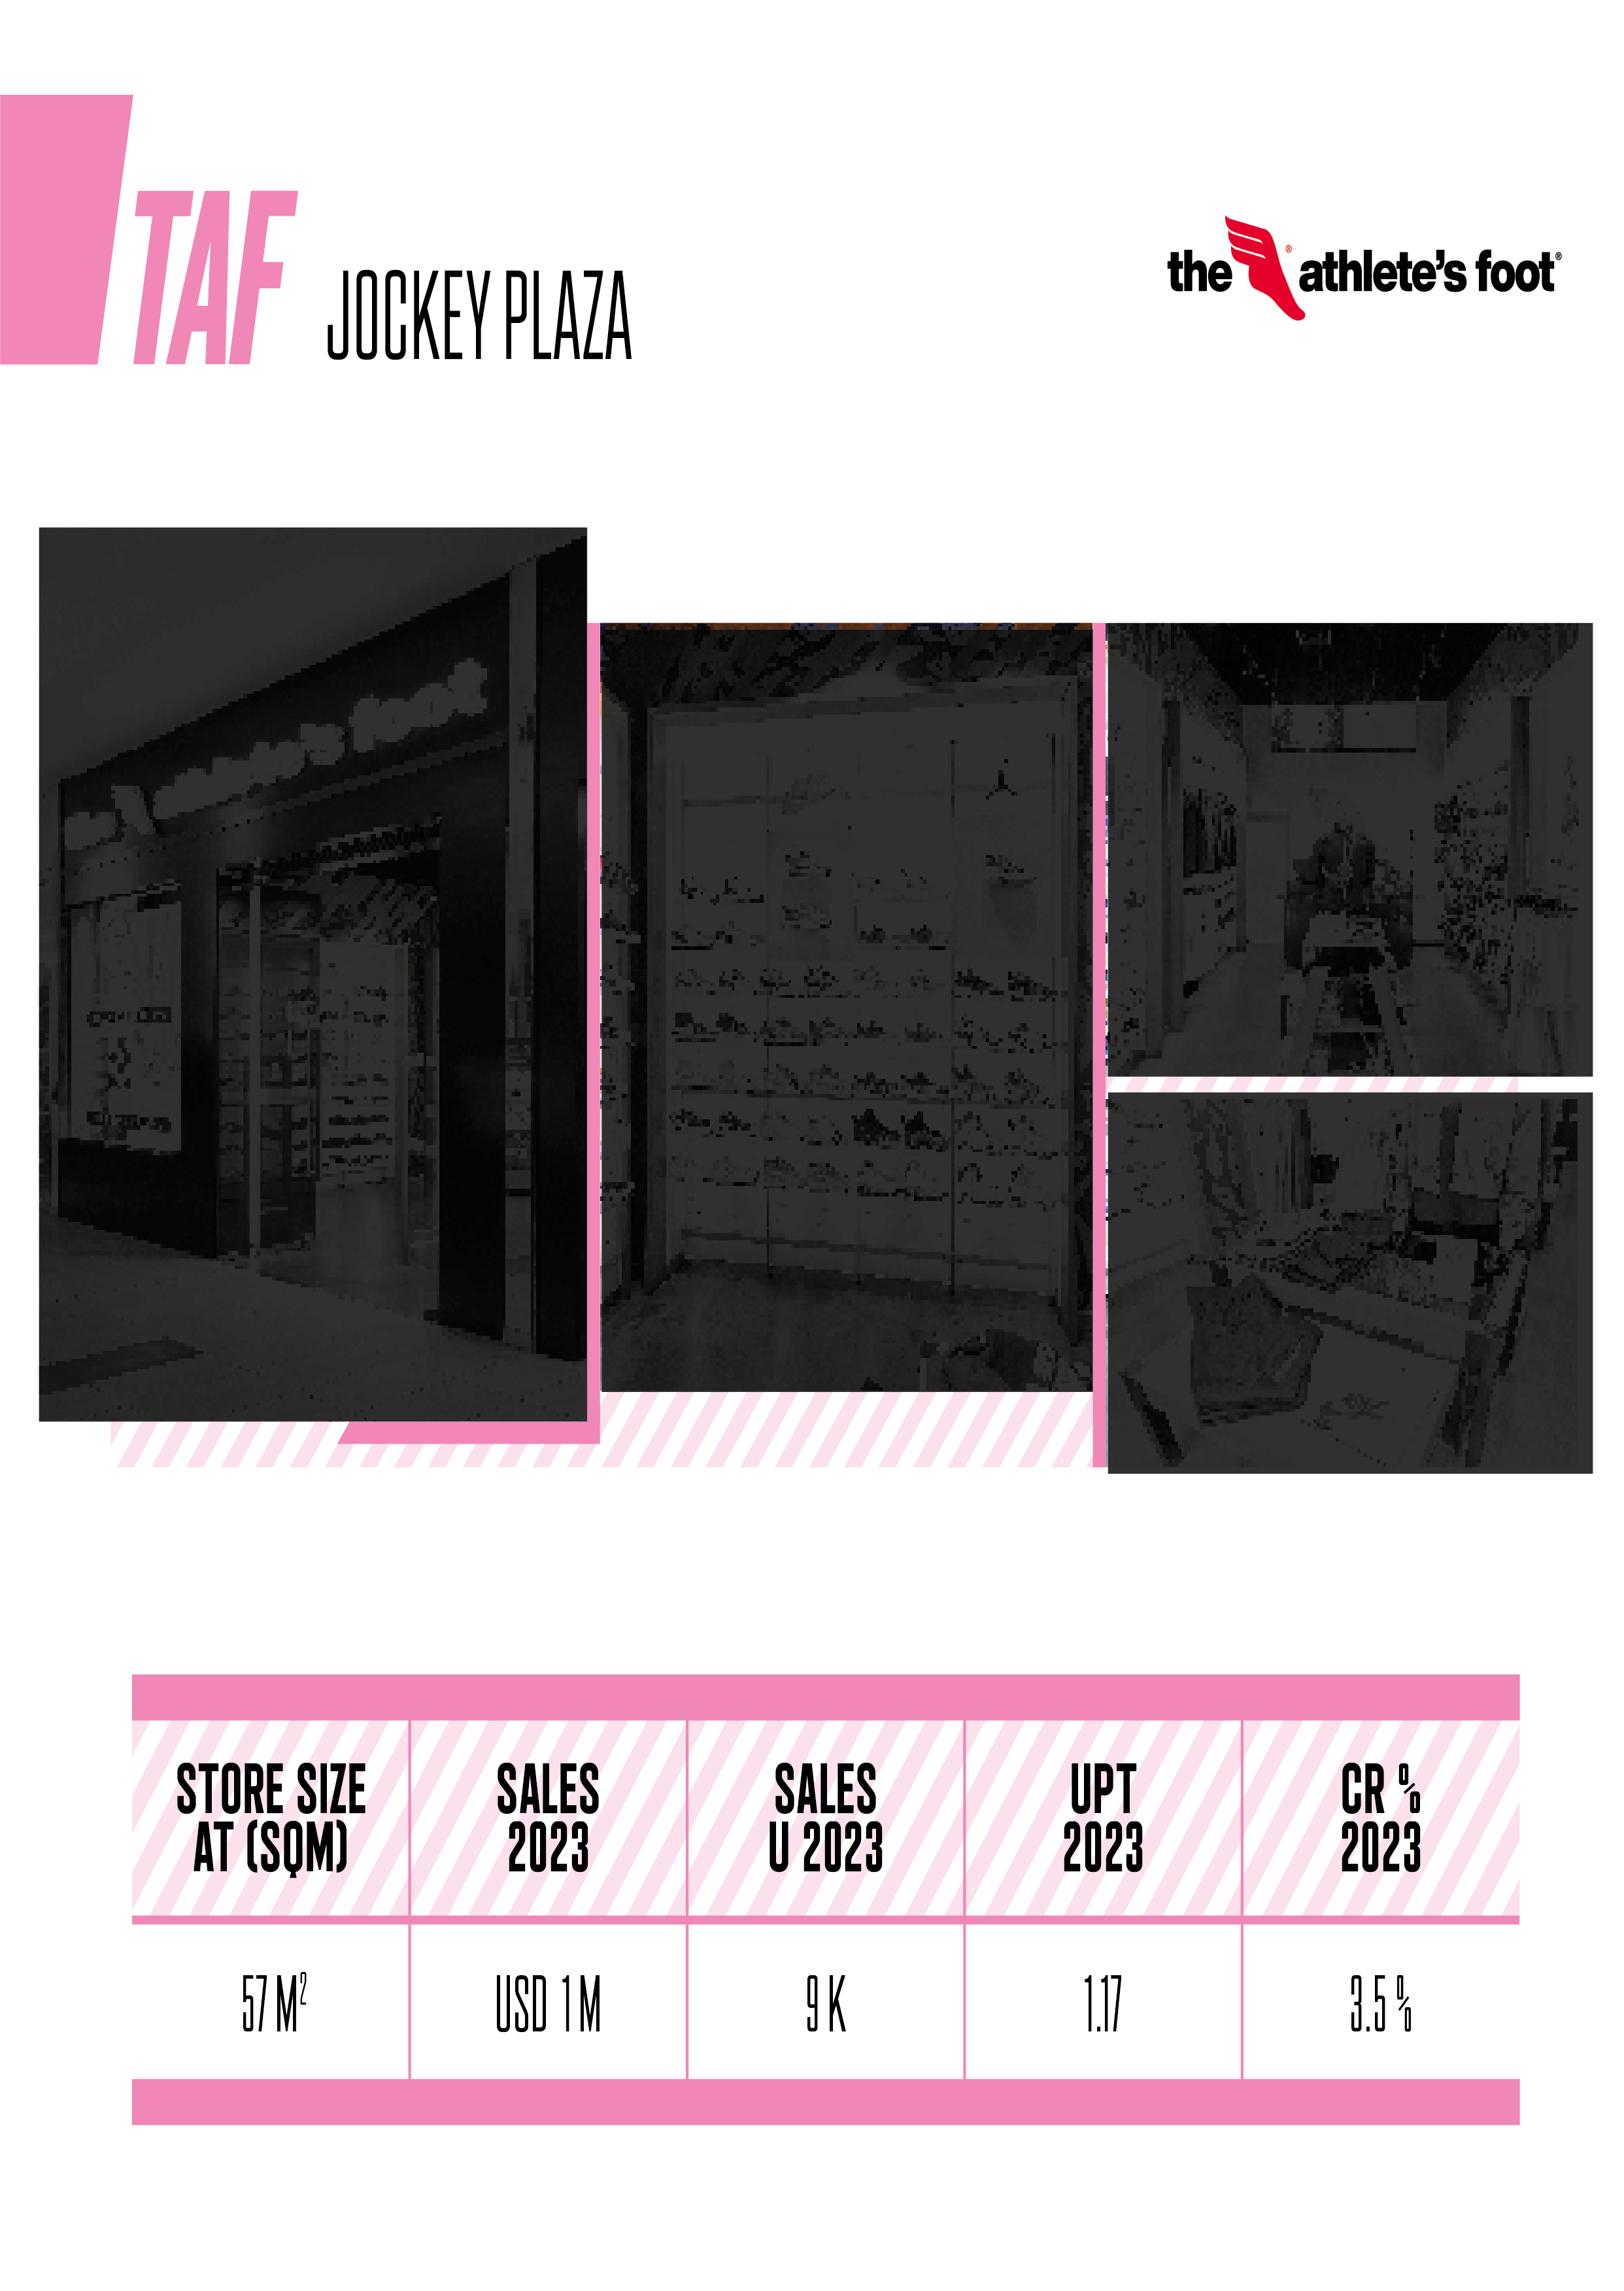 TAF
JOCKEY PLAZA
the athlete's foot®
STORE SIZE
AT (SQM)
SALES
2023
SALES
U 2023
UPT
2023
CR %
2023
57 M²
USD 1 M
9 K
1.17
3.5 %